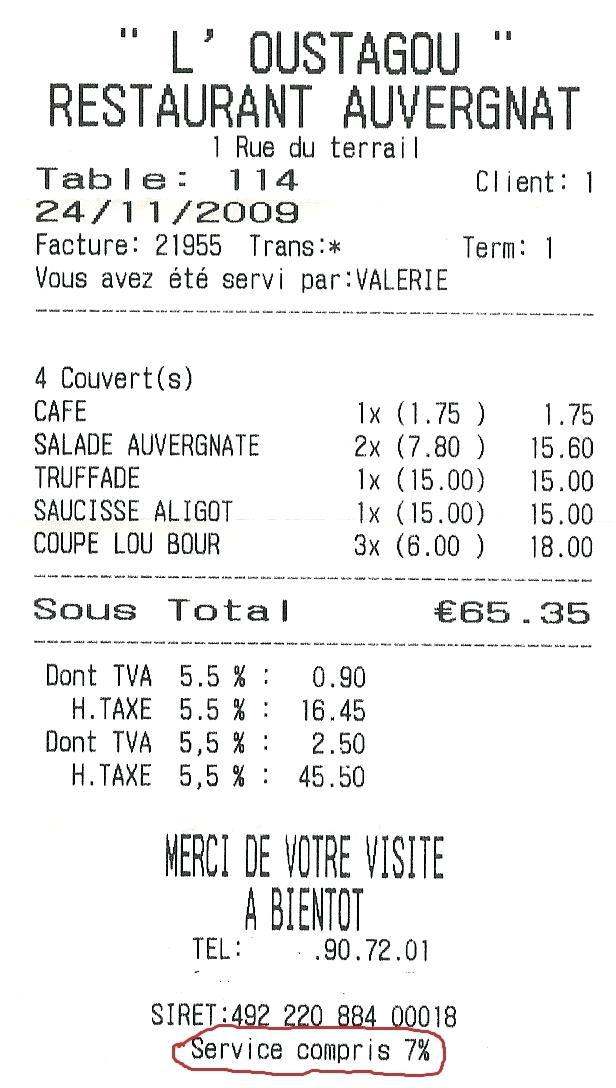 " L' OUSTAGOU "
RESTAURANT AUVERGNAT
1 Rue du terrail
Table: 114 Client: 1
24/11/2009
Facture: 21955 Trans:* Term: 1
Vous avez été servi par:VALERIE
4 Couvert(s)
CAFE 1x (1.75 ) 1.75
SALADE AUVERGNATE 2x (7.80 ) 15.60
TRUFFADE 1x (15.00) 15.00
SAUCISSE ALIGOT 1x (15.00) 15.00
COUPE LOU BOUR 3x (6.00 ) 18.00
Sous Total €65.35
Dont TVA 5.5 % : 0.90
H.TAXE 5.5 % : 16.45
Dont TVA 5,5 % : 2.50
H.TAXE 5,5 % : 45.50
MERCI DE VOTRE VISITE
A BIENTOT
TEL: .90.72.01
SIRET:492 220 884 00018
Service compris 7%